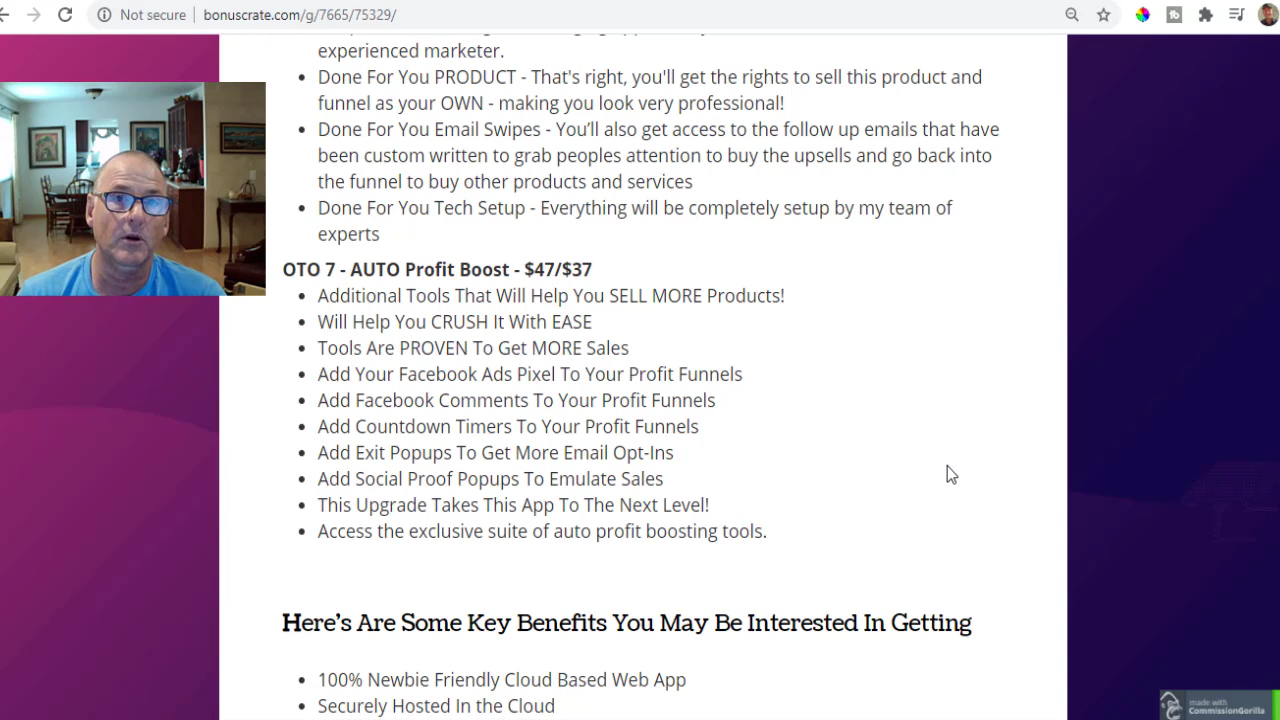 Not secure
bonuscrate.com/g/7665/75329/
experienced marketer.
Done For You PRODUCT - That's right, you'll get the rights to sell this product and
funnel as your OWN - making you look very professional!
Done For You Email Swipes - You'll also get access to the follow up emails that have
been custom written to grab peoples attention to buy the upsells and go back into
the funnel to buy other products and services
Done For You Tech Setup - Everything will be completely setup by my team of
experts
OTO 7 - AUTO Profit Boost - $47/$37
Additional Tools That Will Help You SELL MORE Products!
Will Help You CRUSH It With EASE
Tools Are PROVEN To Get MORE Sales
Add Your Facebook Ads Pixel To Your Profit Funnels
Add Facebook Comments To Your Profit Funnels
Add Countdown Timers To Your Profit Funnels
Add Exit Popups To Get More Email Opt-Ins
Add Social Proof Popups To Emulate Sales
This Upgrade Takes This App To The Next Level!
Access the exclusive suite of auto profit boosting tools.
Here's Are Some Key Benefits You May Be Interested In Getting
100% Newbie Friendly Cloud Based Web App
Securely Hosted In the Cloud
made with
CommissionGorilla